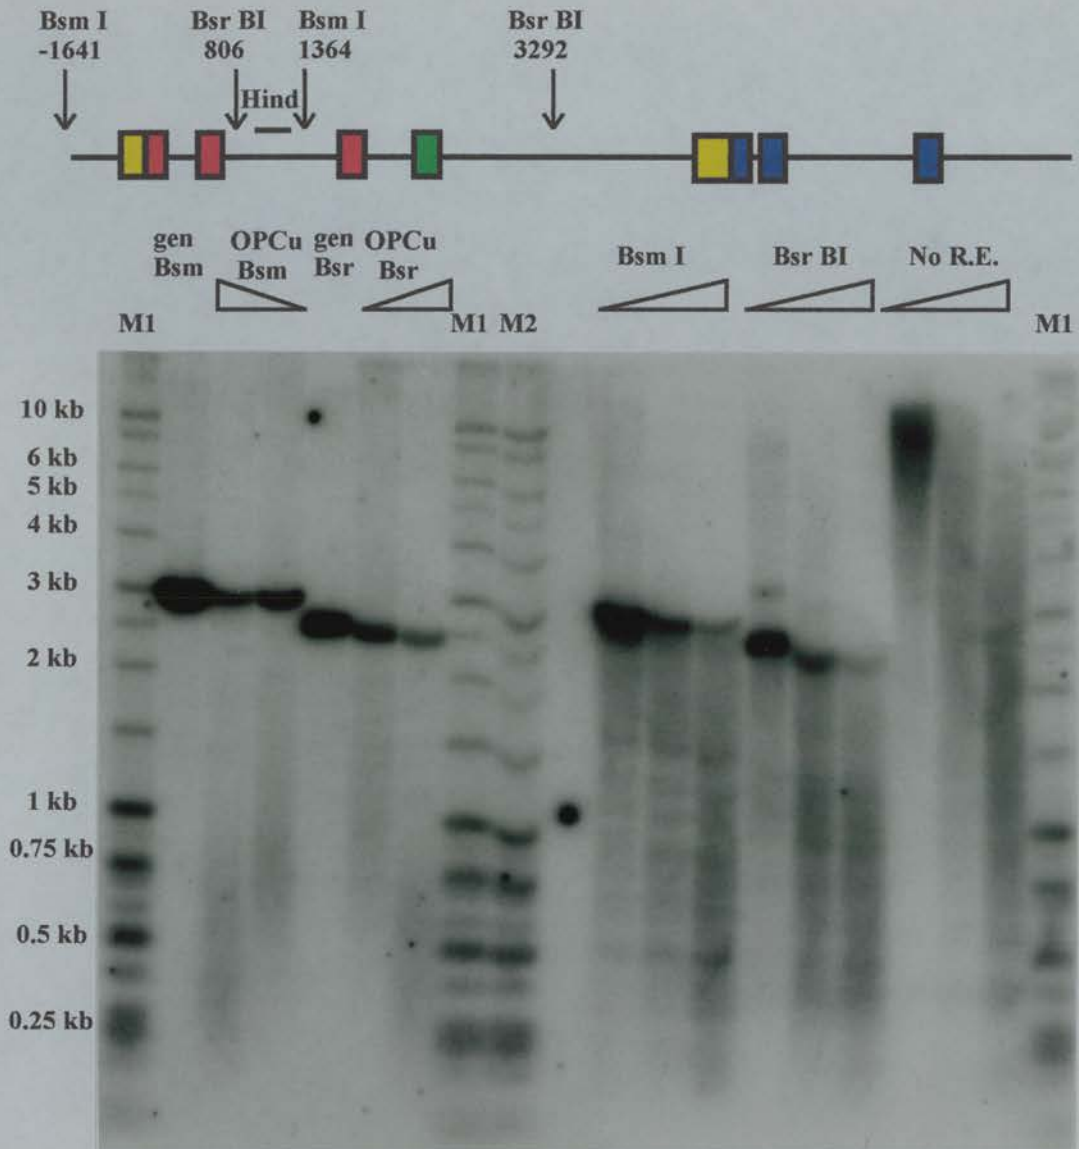 Bsm I Bsr BI Bsm I Bsr BI
-1641 806 1364 3292
Hind
gen OPCu gen OPCu Bsm I Bsr BI No R.E.
Bsm Bsm Bsr Bsr
M1 M1 M2 M1
10 kb
6 kb
5 kb
4 kb
3 kb
2 kb
1 kb
0.75 kb
0.5 kb
0.25 kb